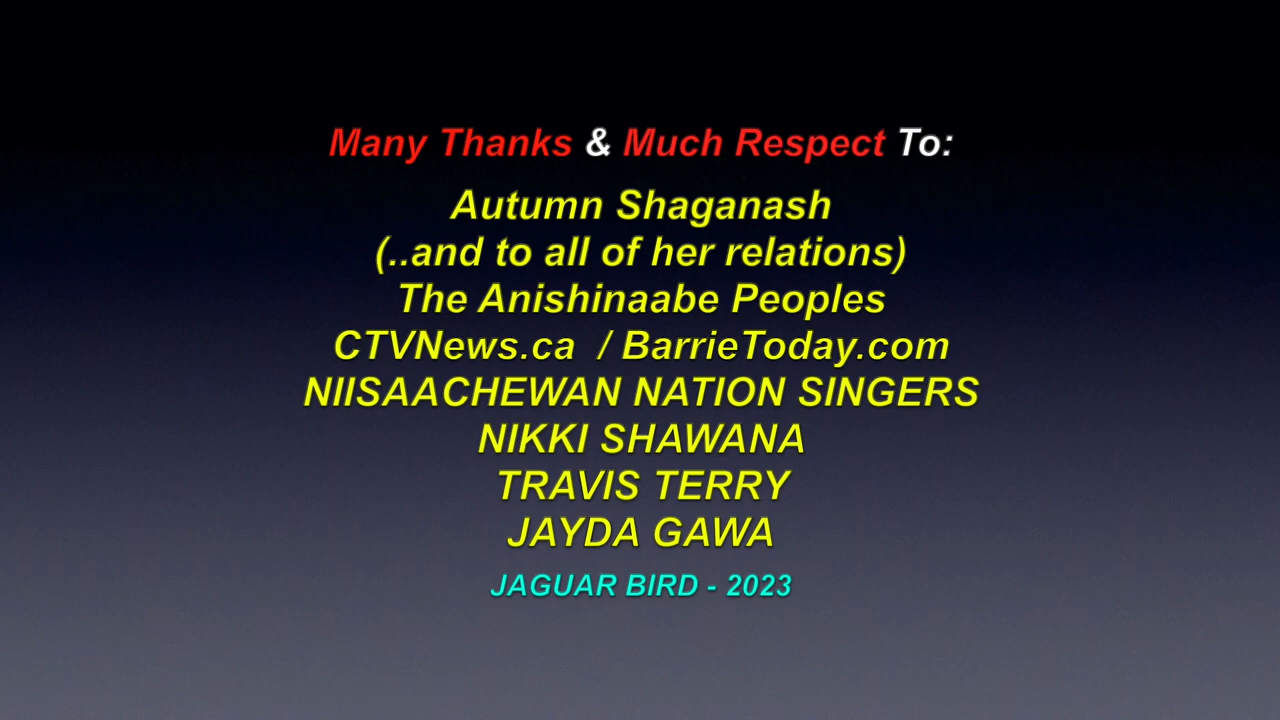 Many Thanks & Much Respect To:
Autumn Shaganash
(..and to all of her relations)
The Anishinaabe Peoples
CTVNews.ca / BarrieToday.com
NIISAACHEWAN NATION SINGERS
NIKKI SHAWANA
TRAVIS TERRY
JAYDA GAWA
JAGUAR BIRD - 2023